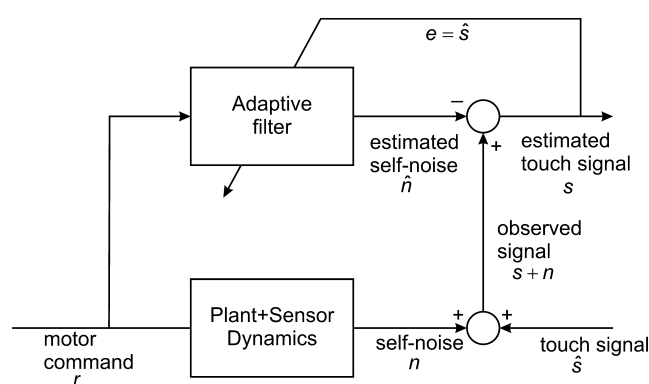 e = ŝ
Adaptive
filter
−
+
estimated
self-noise
n̂
estimated
touch signal
s
observed
signal
s + n
Plant+Sensor
Dynamics
+
+
motor
command
r
self-noise
n
touch signal
ŝ